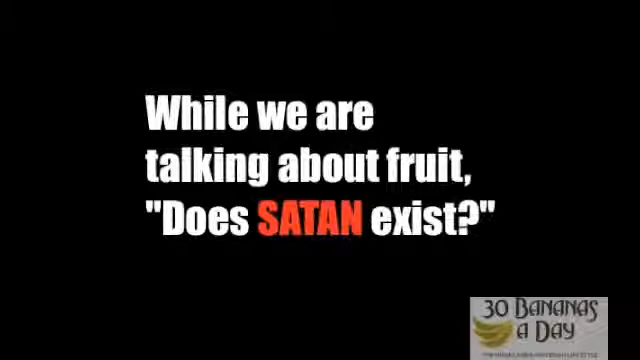 While we are
talking about fruit,
"Does SATAN exist?"
30 BANANAS
A DAY